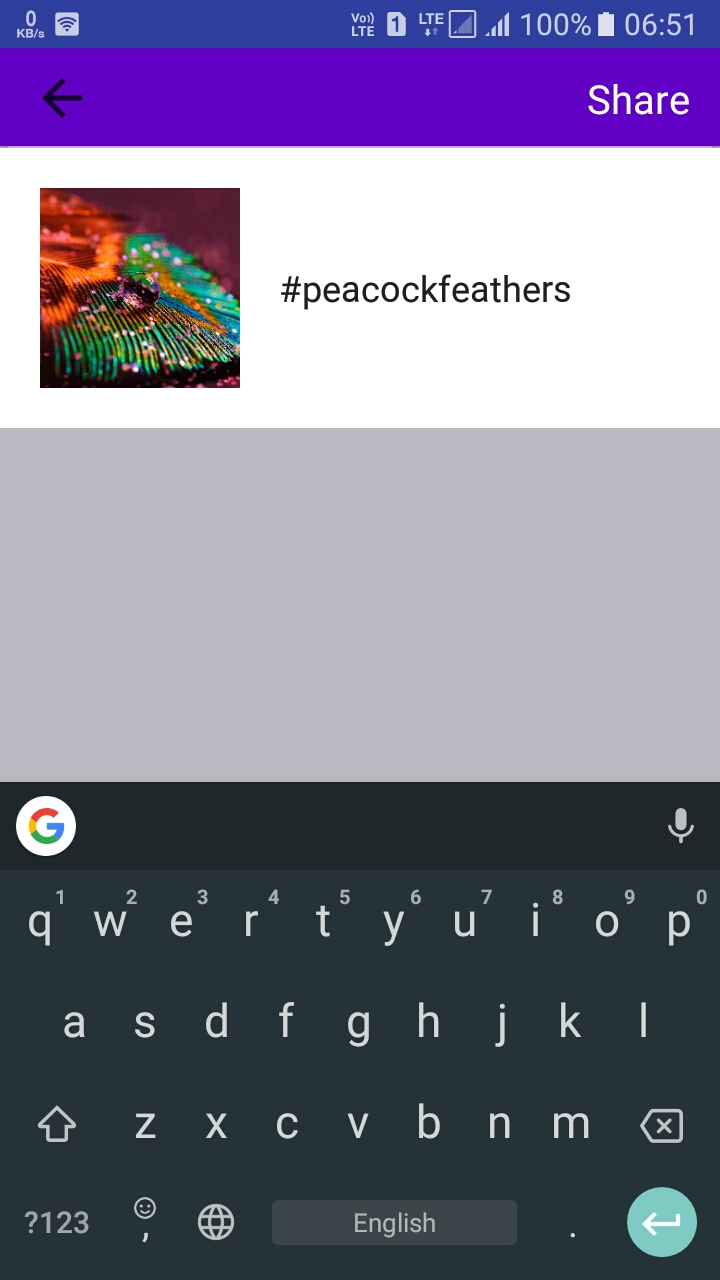 0 KB/s Vo)) LTE 1 LTE 100% 06:51
Share
#peacockfeathers
G
1 2 3 4 5 6 7 8 9 0
q w e r t y u i o p
a s d f g h j k l
z x c v b n m
?123 , English .